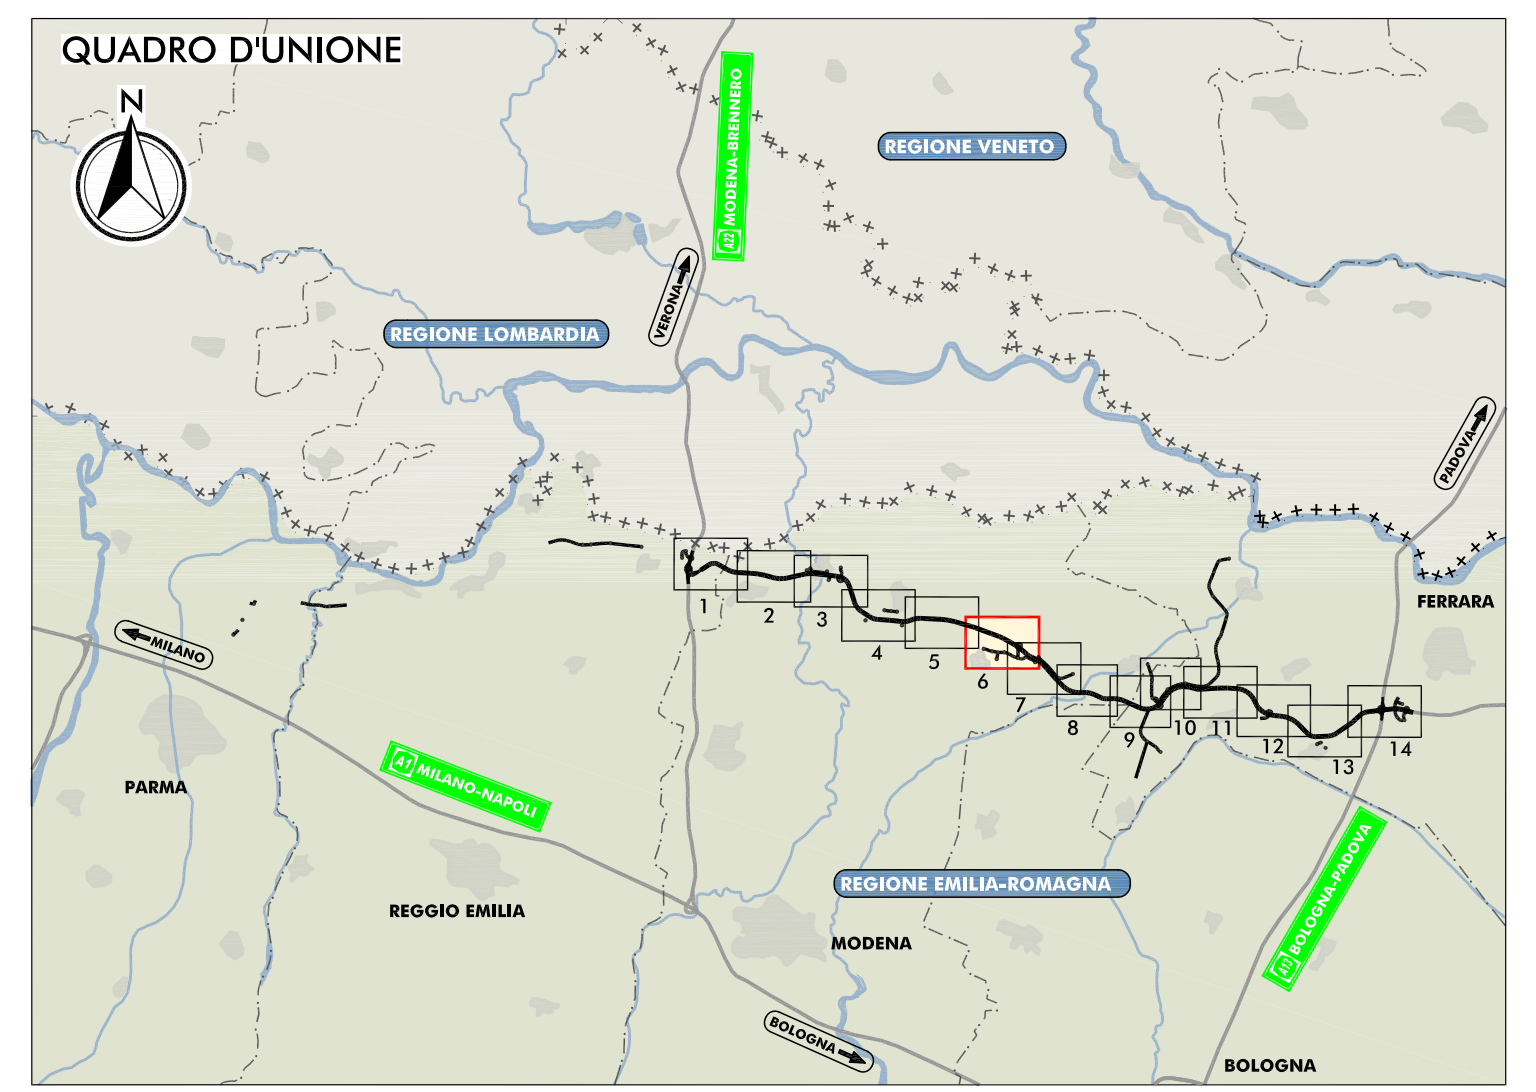 QUADRO D'UNIONE
N
A22 MODENA-BRENNERO
REGIONE VENETO
VERONA
REGIONE LOMBARDIA
PADOVA
FERRARA
MILANO
1
2
3
4
5
6
7
8
9
10
11
12
13
14
PARMA
A1 MILANO-NAPOLI
REGIONE EMILIA-ROMAGNA
A13 BOLOGNA-PADOVA
REGGIO EMILIA
MODENA
BOLOGNA
BOLOGNA